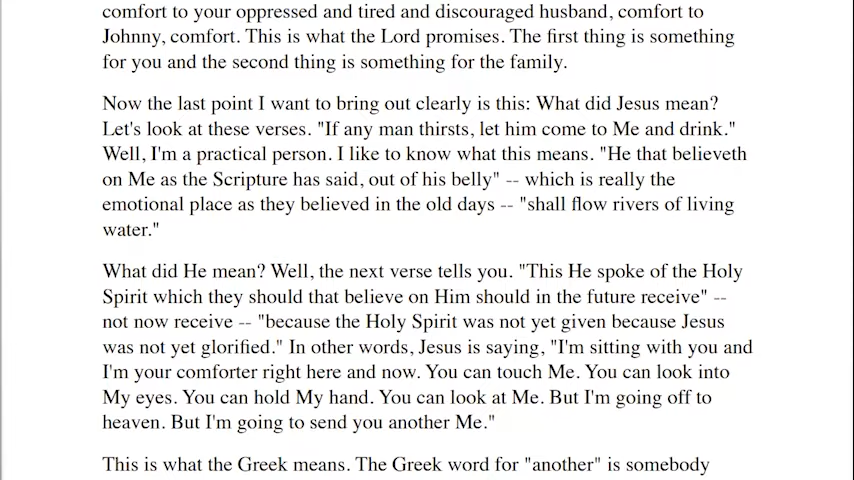 comfort to your oppressed and tired and discouraged husband, comfort to
Johnny, comfort. This is what the Lord promises. The first thing is something
for you and the second thing is something for the family.
Now the last point I want to bring out clearly is this: What did Jesus mean?
Let's look at these verses. "If any man thirsts, let him come to Me and drink."
Well, I'm a practical person. I like to know what this means. "He that believeth
on Me as the Scripture has said, out of his belly" -- which is really the
emotional place as they believed in the old days -- "shall flow rivers of living
water."
What did He mean? Well, the next verse tells you. "This He spoke of the Holy
Spirit which they should that believe on Him should in the future receive" --
not now receive -- "because the Holy Spirit was not yet given because Jesus
was not yet glorified." In other words, Jesus is saying, "I'm sitting with you and
I'm your comforter right here and now. You can touch Me. You can look into
My eyes. You can hold My hand. You can look at Me. But I'm going off to
heaven. But I'm going to send you another Me."
This is what the Greek means. The Greek word for "another" is somebody